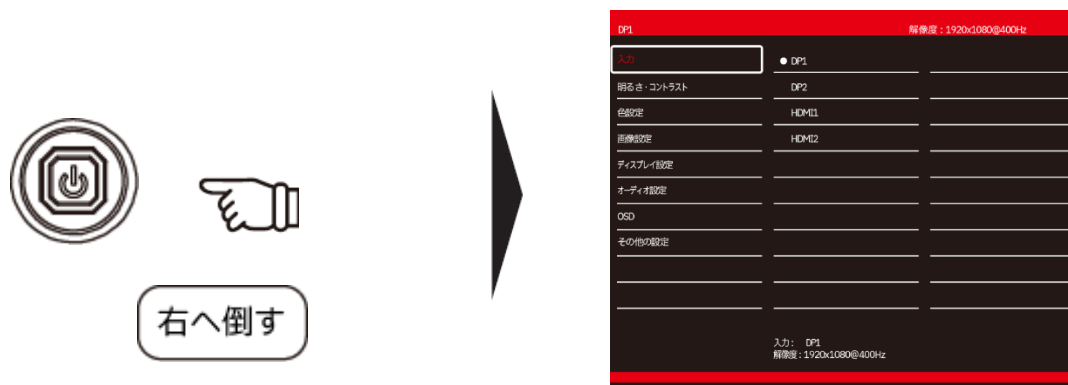 右へ倒す
DP1 解像度：1920x1080@400Hz
入力 DP1
明るさ・コントラスト DP2
色設定 HDMI1
画像設定 HDMI2
ディスプレイ設定
オーディオ設定
OSD
その他の設定
入力： DP1
解像度：1920x1080@400Hz